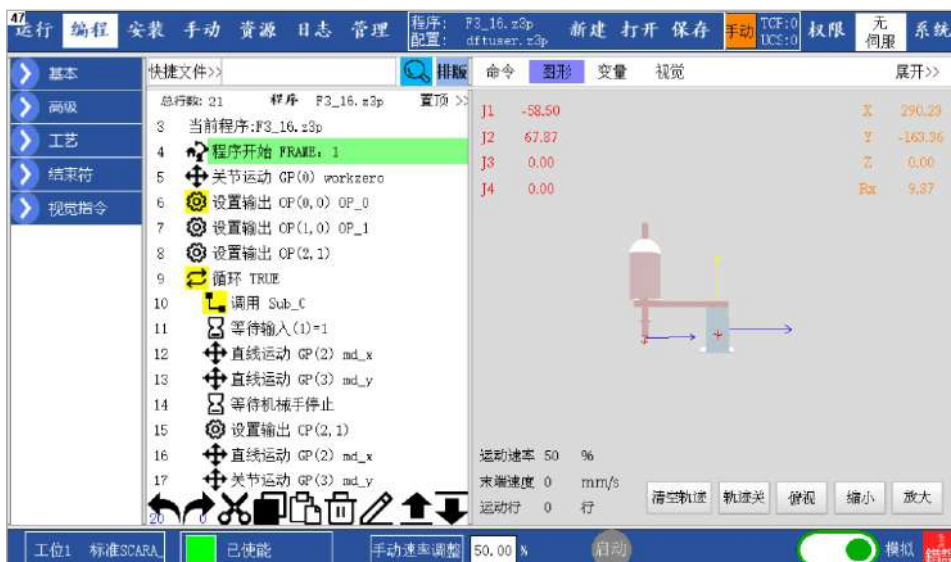 47
运行 编程 安装 手动 资源 日志 管理 程序: F3_16.z3p 新建 打开 保存 手动 TCF:0 权限 无 系统
配置: dftuser.z3p UCS:0 伺服
基本
高级
工艺
结束符
视觉指令
快捷文件>> 排版
总行数: 21 程序 F3_16.z3p 置顶 >>
3 当前程序:F3_16.z3p
4 程序开始 FRAME: 1
5 关节运动 GP(0) workzero
6 设置输出 OP(0,0) OP_0
7 设置输出 OP(1,0) OP_1
8 设置输出 OP(2,1)
9 循环 TRUE
10 调用 Sub_C
11 等待输入(1)=1
12 直线运动 GP(2) md_x
13 直线运动 GP(3) md_y
14 等待机械手停止
15 设置输出 OP(2,1)
16 直线运动 GP(2) md_x
17 关节运动 GP(3) md_y
20 0
命令 图形 变量 视觉 展开>>
J1 -58.50 X 290.23
J2 67.87 Y -163.36
J3 0.00 Z 0.00
J4 0.00 Rx 9.37
运动速率 50 %
末端速度 0 mm/s
运动行 0 行
清空轨迹 轨迹关 俯视 缩小 放大
工位1 标准SCARA_ 已使能 手动速率调整 50.00 % 启动 模拟